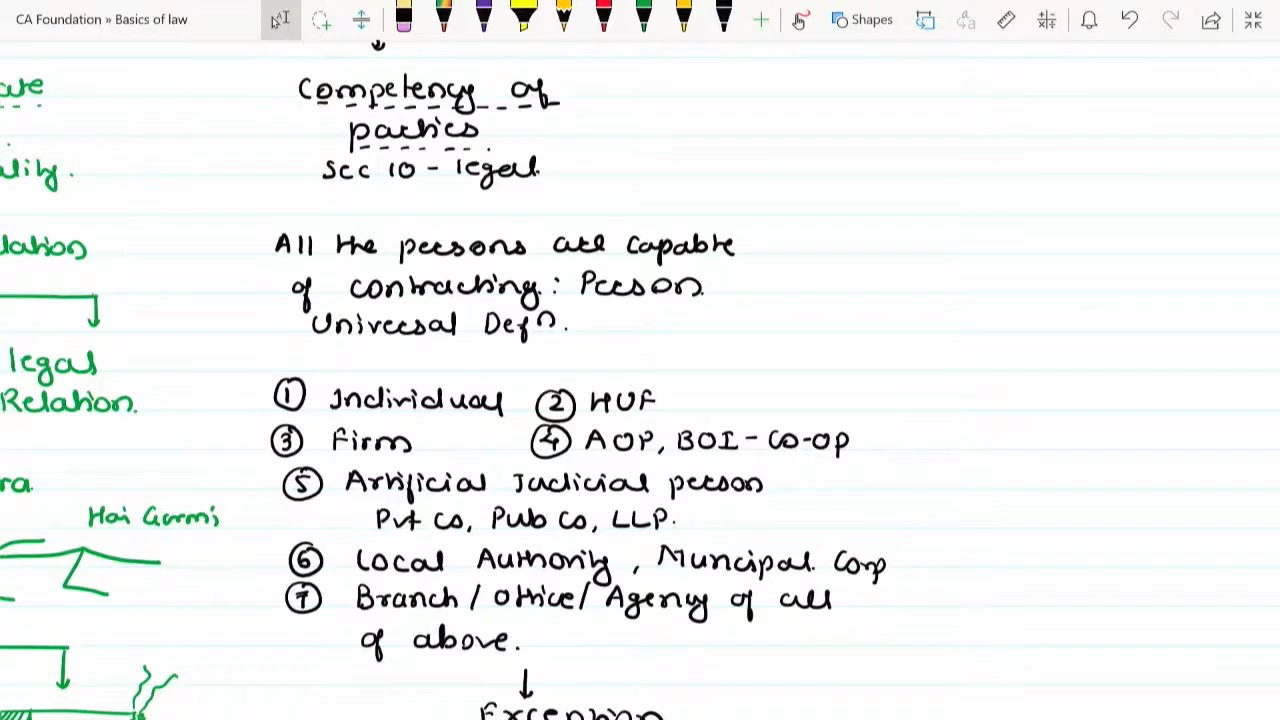 CA Foundation » Basics of law
Shapes
Competency of
parties
Sec 10 - legal.
All the persons are capable
of contracting : Person.
Universal Defn.
① Individual ② HUF
③ Firm ④ AOP, BOI - Co-op
⑤ Artificial Judicial person
Pvt Co, Pub Co, LLP.
⑥ Local Authority, Muncipal. Corp
⑦ Branch / Office / Agency of all
of above.
Exception
legal
Relation.
Hai Garmi